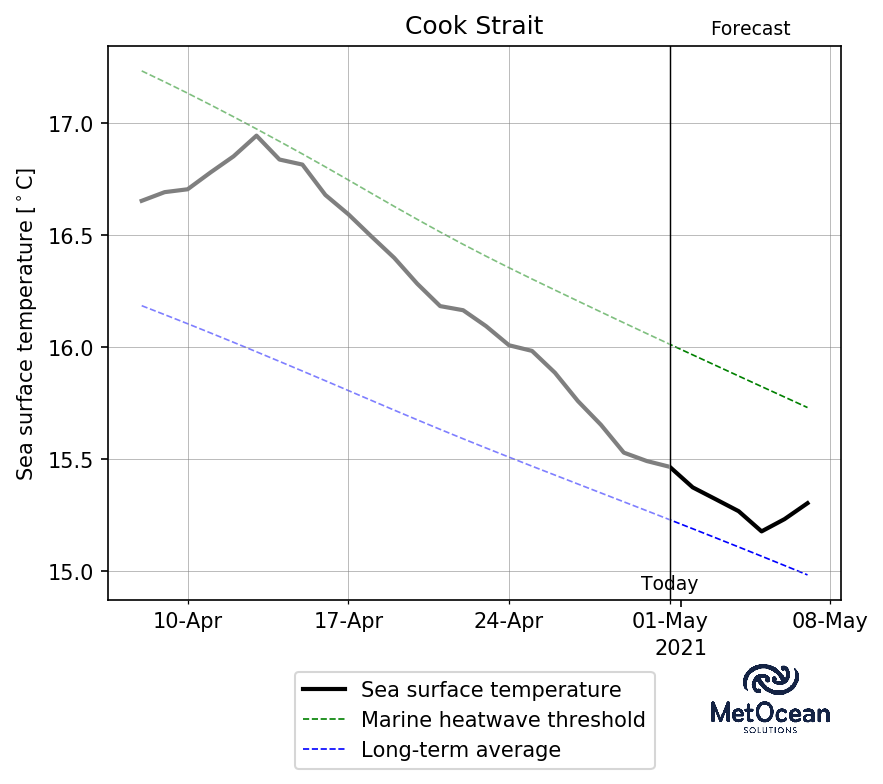 Cook Strait
Forecast
Sea surface temperature [°C]
17.0
16.5
16.0
15.5
15.0
Today
10-Apr 17-Apr 24-Apr 01-May 08-May
2021
Sea surface temperature
Marine heatwave threshold
Long-term average
MetOcean
SOLUTIONS